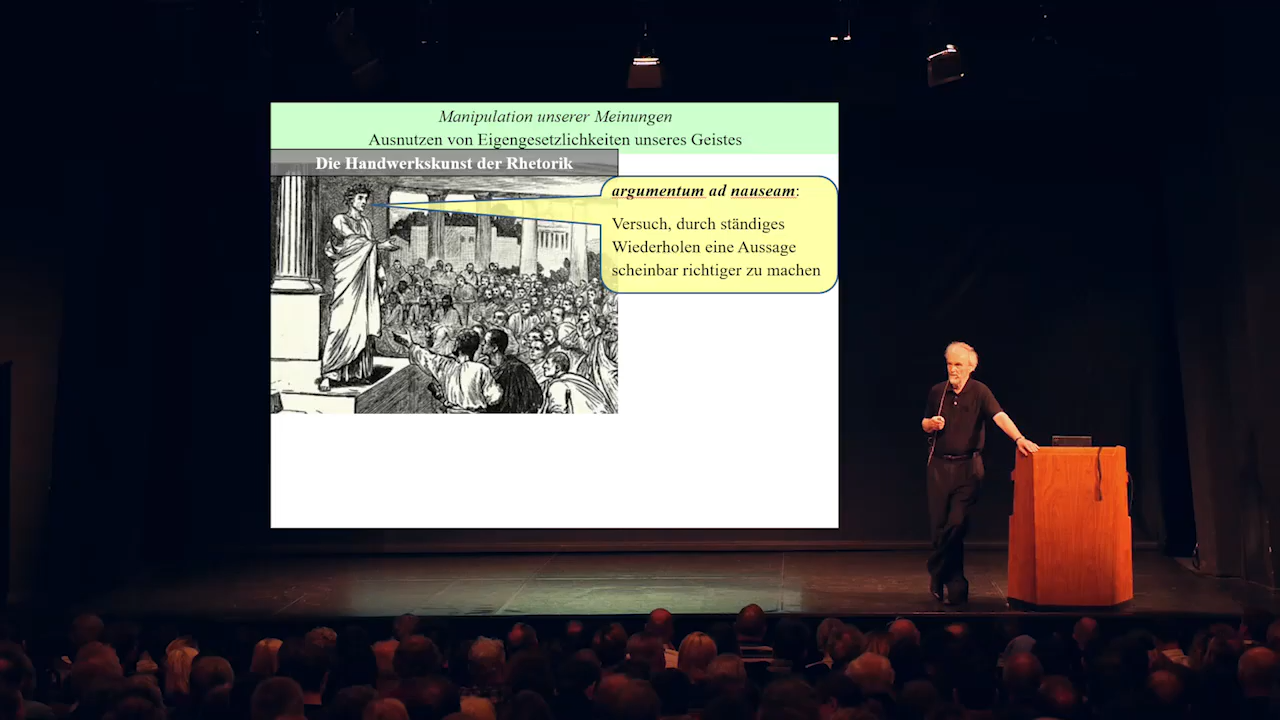 Manipulation unserer Meinungen
Ausnutzen von Eigengesetzlichkeiten unseres Geistes
Die Handwerkskunst der Rhetorik
argumentum ad nauseam:
Versuch, durch ständiges
Wiederholen eine Aussage
scheinbar richtiger zu machen